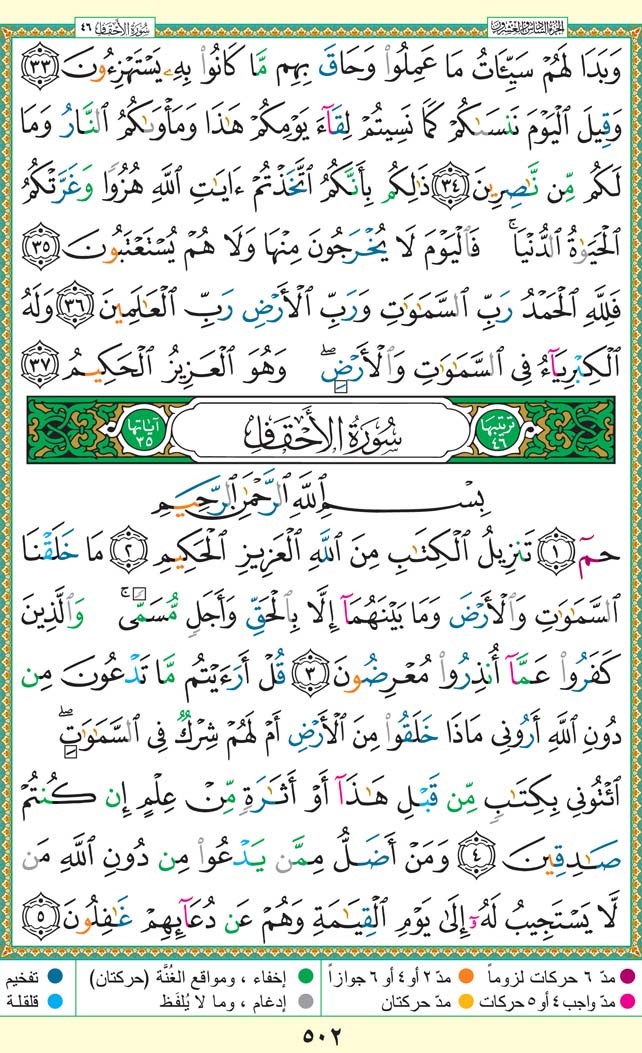 الجزء السادس والعشرون
سورة الأحقاف ٤٦
وَبَدَا لَهُمْ سَيِّـَٔاتُ مَا عَمِلُوا۟ وَحَاقَ بِهِم مَّا كَانُوا۟ بِهِۦ يَسْتَهْزِءُونَ ٣٣
وَقِيلَ ٱلْيَوْمَ نَنسَىٰكُمْ كَمَا نَسِيتُمْ لِقَآءَ يَوْمِكُمْ هَٰذَا وَمَأْوَىٰكُمُ ٱلنَّارُ وَمَا
لَكُم مِّن نَّٰصِرِينَ ٣٤ ذَٰلِكُم بِأَنَّكُمُ ٱتَّخَذْتُمْ ءَايَٰتِ ٱللَّهِ هُزُوًا وَغَرَّتْكُمُ
ٱلْحَيَوٰةُ ٱلدُّنْيَا ۚ فَٱلْيَوْمَ لَا يُخْرَجُونَ مِنْهَا وَلَا هُمْ يُسْتَعْتَبُونَ ٣٥
فَلِلَّهِ ٱلْحَمْدُ رَبِّ ٱلسَّمَٰوَٰتِ وَرَبِّ ٱلْأَرْضِ رَبِّ ٱلْعَٰلَمِينَ ٣٦ وَلَهُ
ٱلْكِبْرِيَآءُ فِى ٱلسَّمَٰوَٰتِ وَٱلْأَرْضِ ۖ وَهُوَ ٱلْعَزِيزُ ٱلْحَكِيمُ ٣٧
ترتيبها ٤٦ سُورَةُ الأَحْقَافِ آياتها ٣٥
بِسْمِ ٱللَّهِ ٱلرَّحْمَٰنِ ٱلرَّحِيمِ
حمٓ ١ تَنزِيلُ ٱلْكِتَٰبِ مِنَ ٱللَّهِ ٱلْعَزِيزِ ٱلْحَكِيمِ ٢ مَا خَلَقْنَا
ٱلسَّمَٰوَٰتِ وَٱلْأَرْضَ وَمَا بَيْنَهُمَآ إِلَّا بِٱلْحَقِّ وَأَجَلٍ مُّسَمًّى ۚ وَٱلَّذِينَ
كَفَرُوا۟ عَمَّآ أُنذِرُوا۟ مُعْرِضُونَ ٣ قُلْ أَرَءَيْتُم مَّا تَدْعُونَ مِن
دُونِ ٱللَّهِ أَرُونِى مَاذَا خَلَقُوا۟ مِنَ ٱلْأَرْضِ أَمْ لَهُمْ شِرْكٌ فِى ٱلسَّمَٰوَٰتِ ۖ
ٱئْتُونِى بِكِتَٰبٍ مِّن قَبْلِ هَٰذَآ أَوْ أَثَٰرَةٍ مِّنْ عِلْمٍ إِن كُنتُمْ
صَٰدِقِينَ ٤ وَمَنْ أَضَلُّ مِمَّن يَدْعُوا۟ مِن دُونِ ٱللَّهِ مَن
لَّا يَسْتَجِيبُ لَهُۥٓ إِلَىٰ يَوْمِ ٱلْقِيَٰمَةِ وَهُمْ عَن دُعَآئِهِمْ غَٰفِلُونَ ٥
مدّ ٦ حركات لزوماً مدّ ٢ أو ٤ أو ٦ جوازاً إخفاء ، ومواقع الغُنَّة (حركتان) تفخيم
مدّ واجب ٤ أو ٥ حركات مدّ حركتان إدغام ، وما لا يُلفَظ قلقلة
٥٠٢